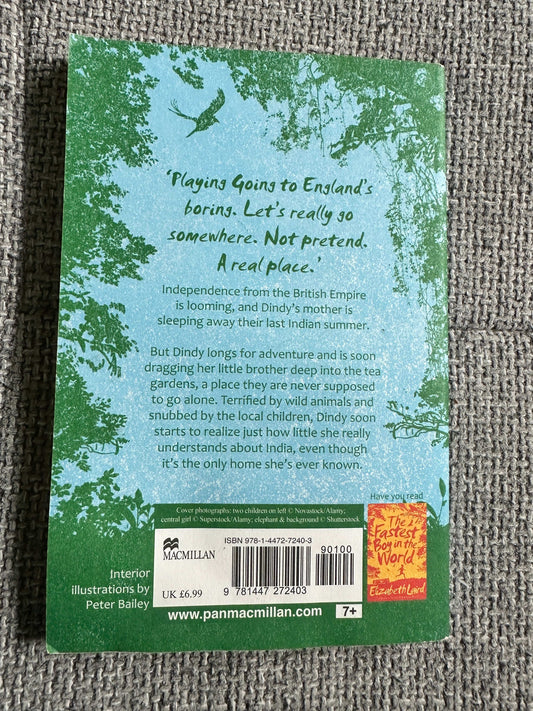 ‘Playing Going to England’s
boring. Let’s really go
somewhere. Not pretend.
A real place.’
Independence from the British Empire
is looming, and Dindy’s mother is
sleeping away their last Indian summer.
But Dindy longs for adventure and is soon
dragging her little brother deep into the tea
gardens, a place they are never supposed
to go alone. Terrified by wild animals and
snubbed by the local children, Dindy soon
starts to realize just how little she really
understands about India, even though
it’s the only home she’s ever known.
Cover photographs: two children on left © Novastock/Alamy;
central girl © Superstock/Alamy; elephant & background © Shutterstock
Have you read
The
Fastest
Boy in the
World
Elizabeth Laird
ISBN 978-1-4472-7240-3
90100
MACMILLAN
UK £6.99
9 781447 272403
Interior
illustrations by
Peter Bailey
www.panmacmillan.com
7+